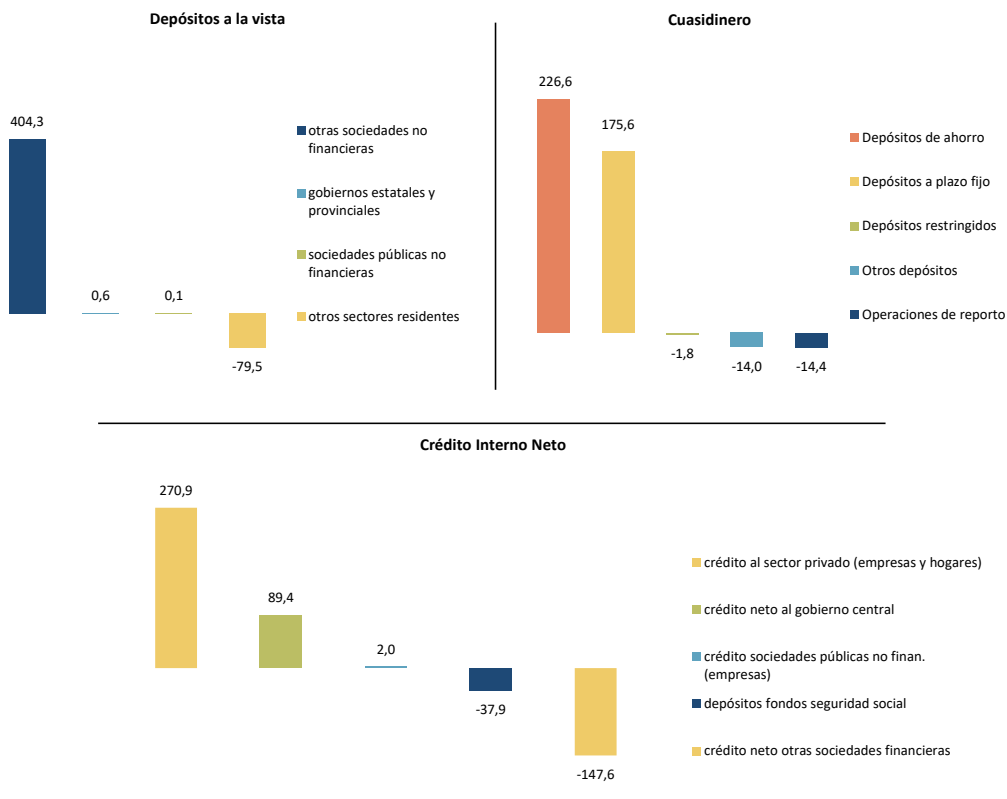 Depósitos a la vista
404,3
0,6
0,1
-79,5
otras sociedades no
financieras
gobiernos estatales y
provinciales
sociedades públicas no
financieras
otros sectores residentes
Cuasidinero
226,6
175,6
-1,8
-14,0
-14,4
Depósitos de ahorro
Depósitos a plazo fijo
Depósitos restringidos
Otros depósitos
Operaciones de reporto
Crédito Interno Neto
270,9
89,4
2,0
-37,9
-147,6
crédito al sector privado (empresas y hogares)
crédito neto al gobierno central
crédito sociedades públicas no finan.
(empresas)
depósitos fondos seguridad social
crédito neto otras sociedades financieras